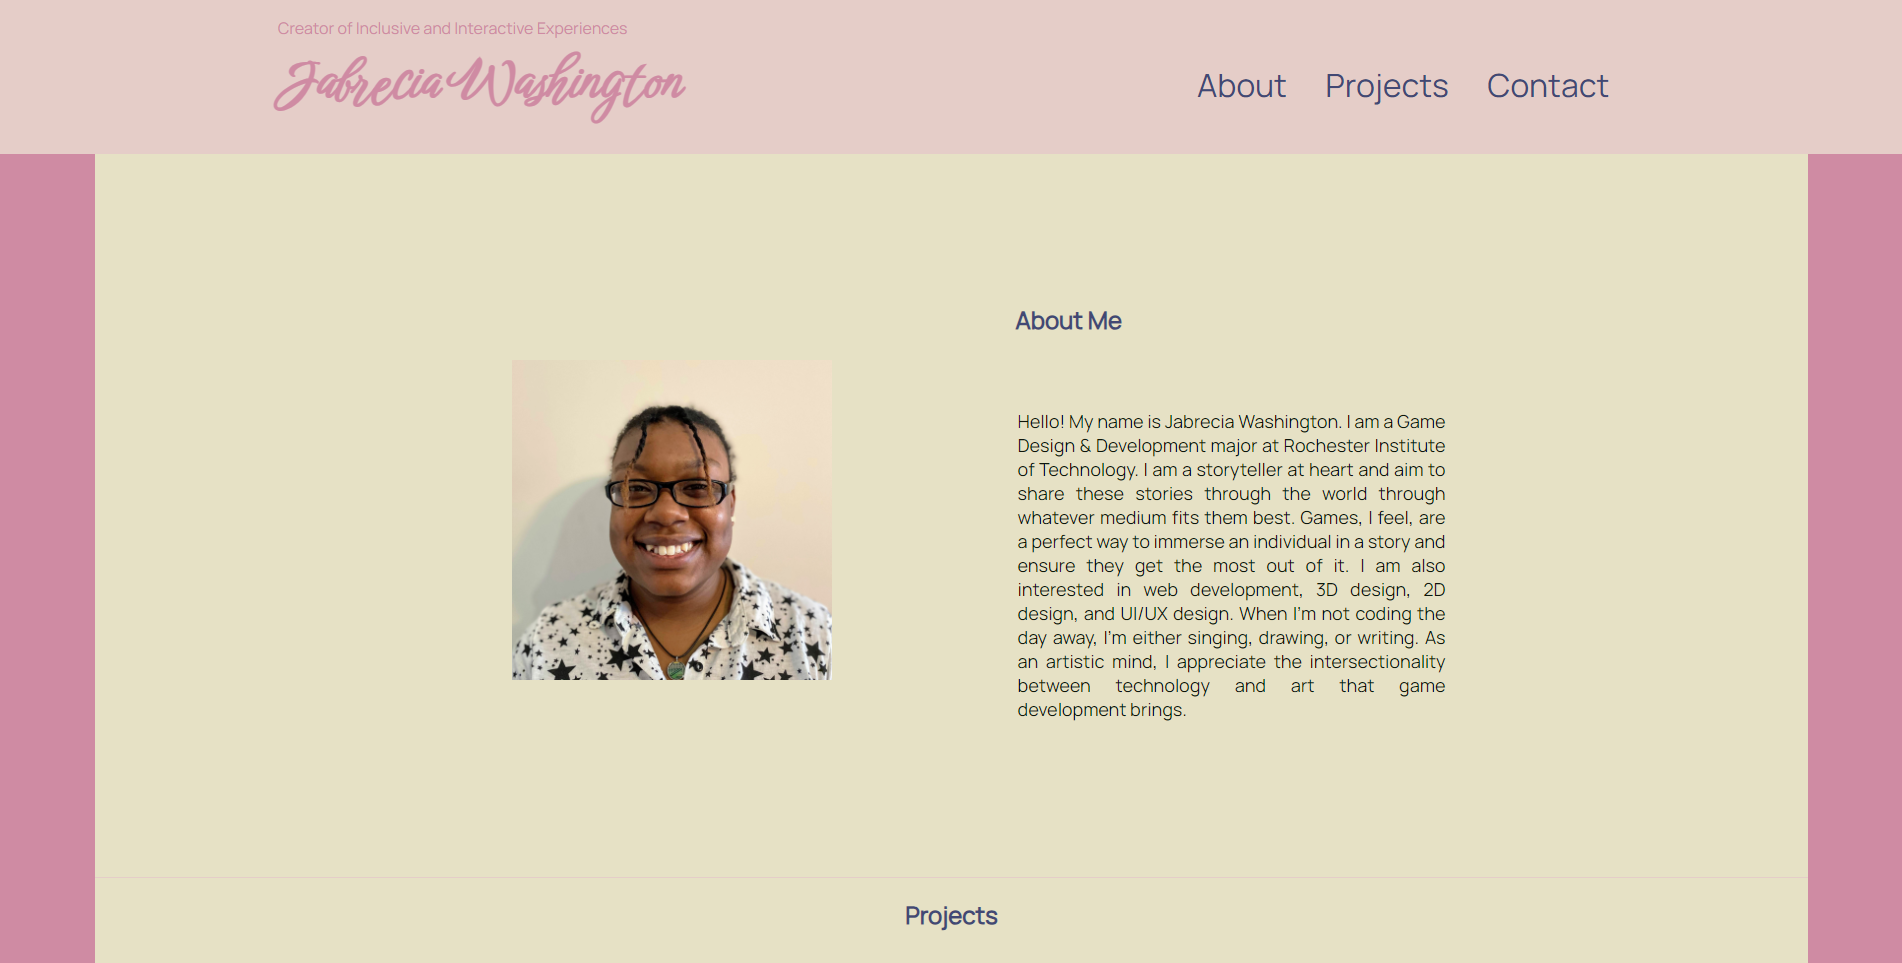 Creator of Inclusive and Interactive Experiences
Jabrecia Washington
About Projects Contact
About Me
Hello! My name is Jabrecia Washington. I am a Game
Design & Development major at Rochester Institute
of Technology. I am a storyteller at heart and aim to
share these stories through the world through
whatever medium fits them best. Games, I feel, are
a perfect way to immerse an individual in a story and
ensure they get the most out of it. I am also
interested in web development, 3D design, 2D
design, and UI/UX design. When I'm not coding the
day away, I'm either singing, drawing, or writing. As
an artistic mind, I appreciate the intersectionality
between technology and art that game
development brings.
Projects